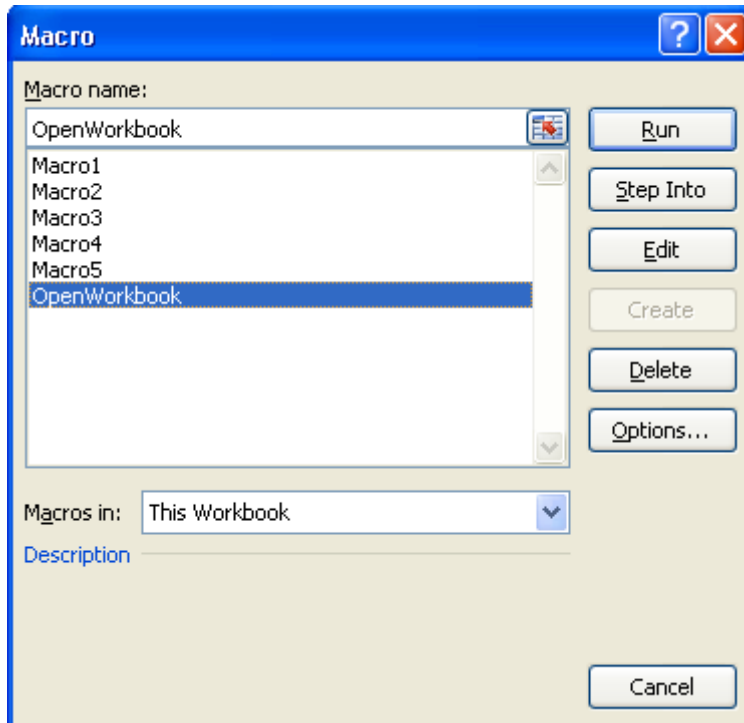 Macro
Macro name:
OpenWorkbook
Run
Macro1
Macro2
Macro3
Macro4
Macro5
OpenWorkbook
Step Into
Edit
Create
Delete
Options...
Macros in:
This Workbook
Description
Cancel